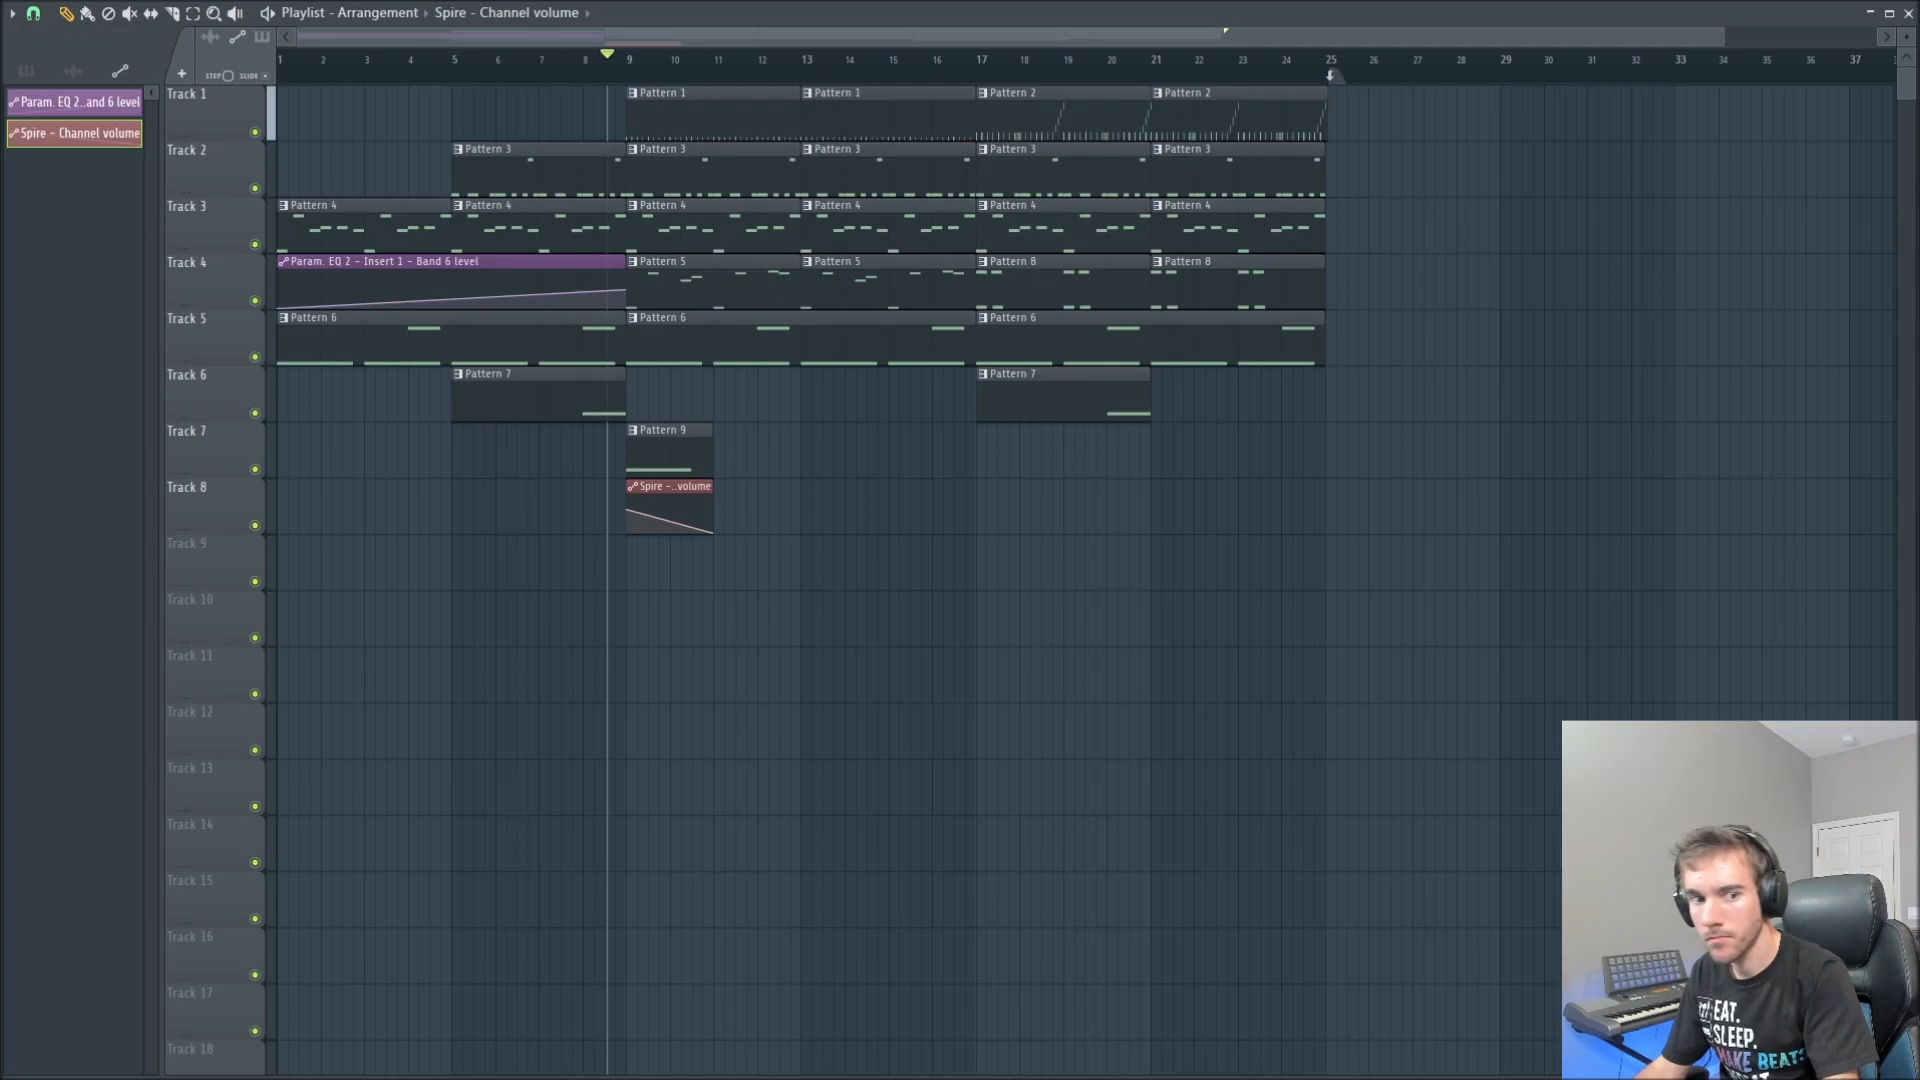 Playlist - Arrangement › Spire - Channel volume ›
STEP SLIDE
1 2 3 4 5 6 7 8 9 10 11 12 13 14 15 16 17 18 19 20 21 22 23 24 25 26 27 28 29 30 31 32 33 34 35 36 37
Param. EQ 2..and 6 level
Spire - Channel volume
Track 1
Pattern 1 Pattern 1 Pattern 2 Pattern 2
Track 2
Pattern 3 Pattern 3 Pattern 3 Pattern 3 Pattern 3
Track 3
Pattern 4 Pattern 4 Pattern 4 Pattern 4 Pattern 4 Pattern 4
Track 4
Param. EQ 2 - Insert 1 - Band 6 level Pattern 5 Pattern 5 Pattern 8 Pattern 8
Track 5
Pattern 6 Pattern 6 Pattern 6
Track 6
Pattern 7 Pattern 7
Track 7
Pattern 9
Track 8
Spire -..volume
Track 9
Track 10
Track 11
Track 12
Track 13
Track 14
Track 15
Track 16
Track 17
Track 18
EAT.
SLEEP.
MAKE BEATS